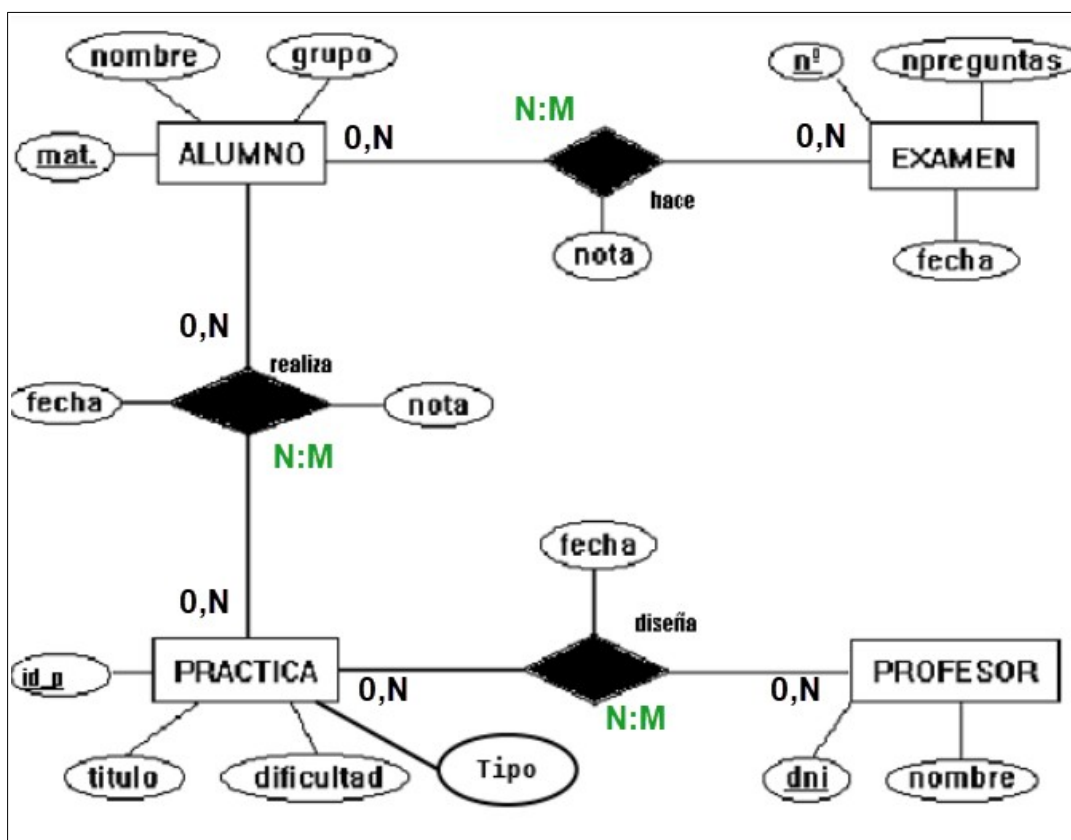 nombre
grupo
nº
npreguntas
N:M
mat.
ALUMNO
0,N
0,N
EXAMEN
hace
nota
fecha
0,N
realiza
fecha
nota
N:M
fecha
0,N
diseña
id_p
PRACTICA
0,N
0,N
PROFESOR
N:M
titulo
dificultad
Tipo
dni
nombre